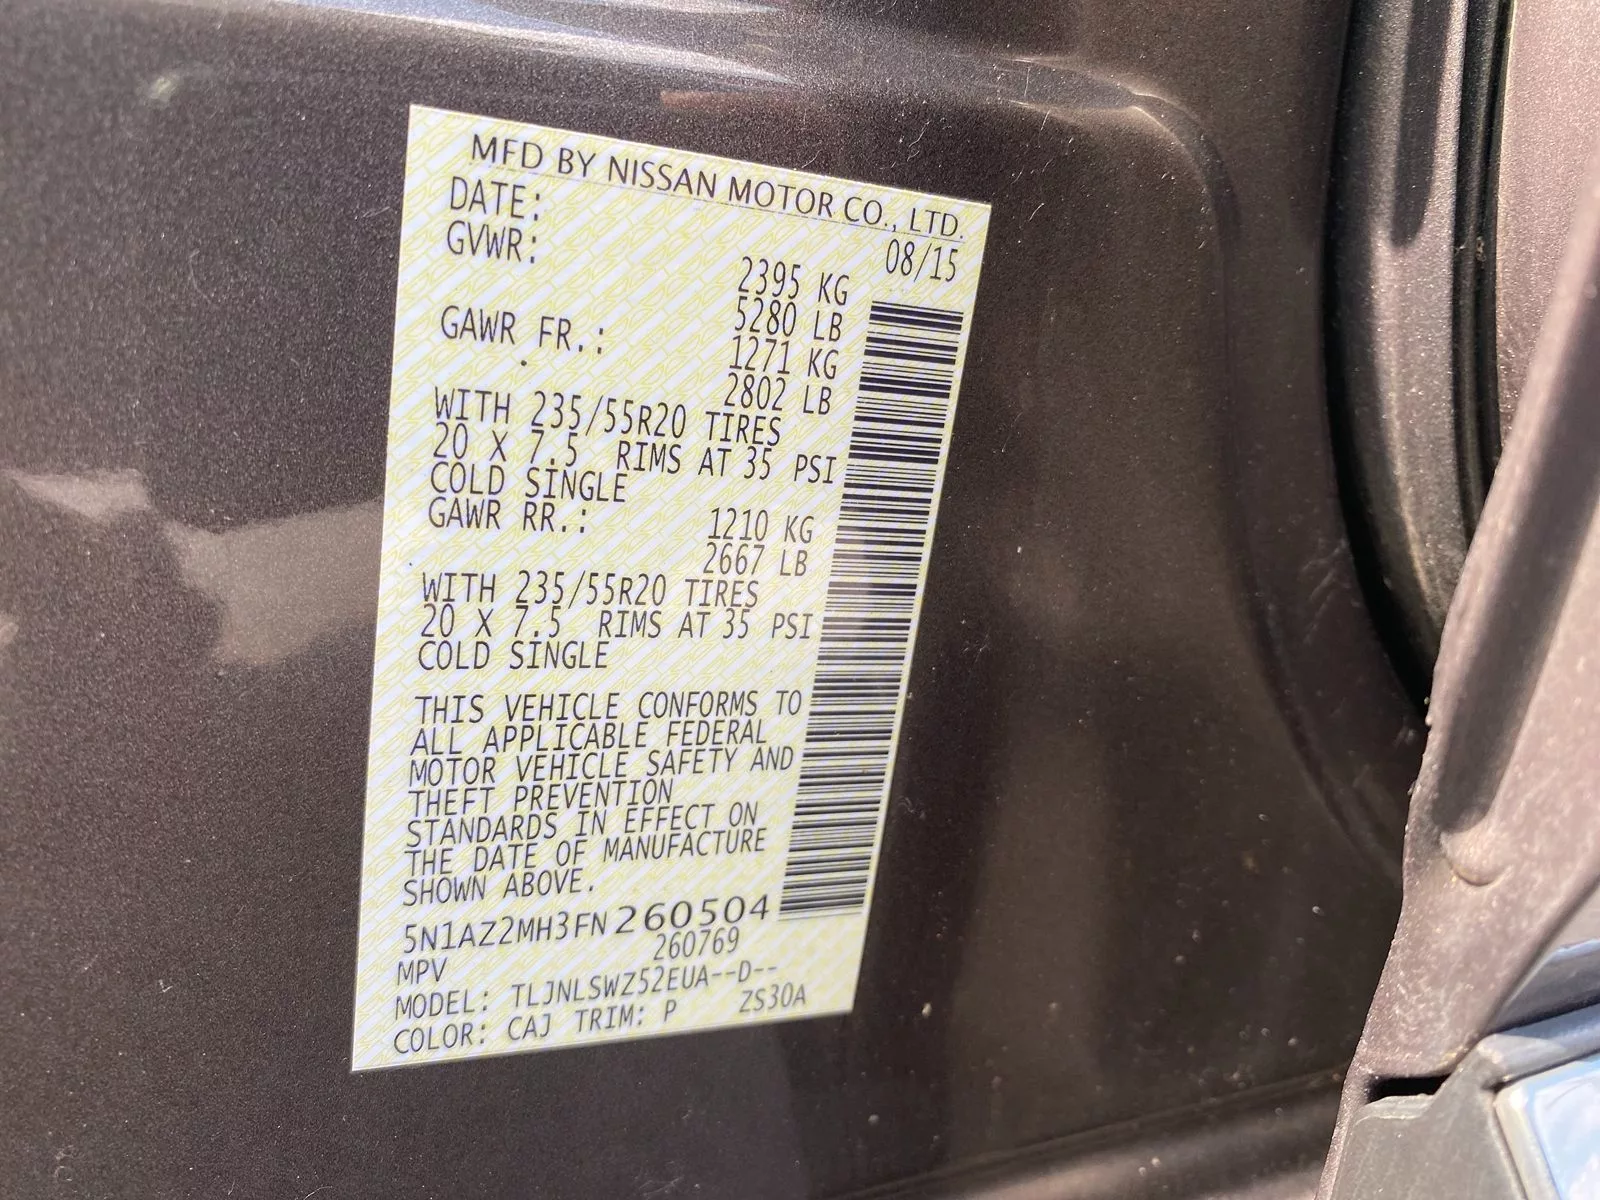 MFD BY NISSAN MOTOR CO., LTD.
DATE: 08/15
GVWR: 2395 KG
5280 LB
GAWR FR.: 1271 KG
2802 LB
WITH 235/55R20 TIRES
20 X 7.5 RIMS AT 35 PSI
COLD SINGLE
GAWR RR.: 1210 KG
2667 LB
WITH 235/55R20 TIRES
20 X 7.5 RIMS AT 35 PSI
COLD SINGLE
THIS VEHICLE CONFORMS TO
ALL APPLICABLE FEDERAL
MOTOR VEHICLE SAFETY AND
THEFT PREVENTION
STANDARDS IN EFFECT ON
THE DATE OF MANUFACTURE
SHOWN ABOVE.
5N1AZ2MH3FN260504
MPV 260769
MODEL: TLJNLSWZ52EUA--D--
COLOR: CAJ TRIM: P ZS30A